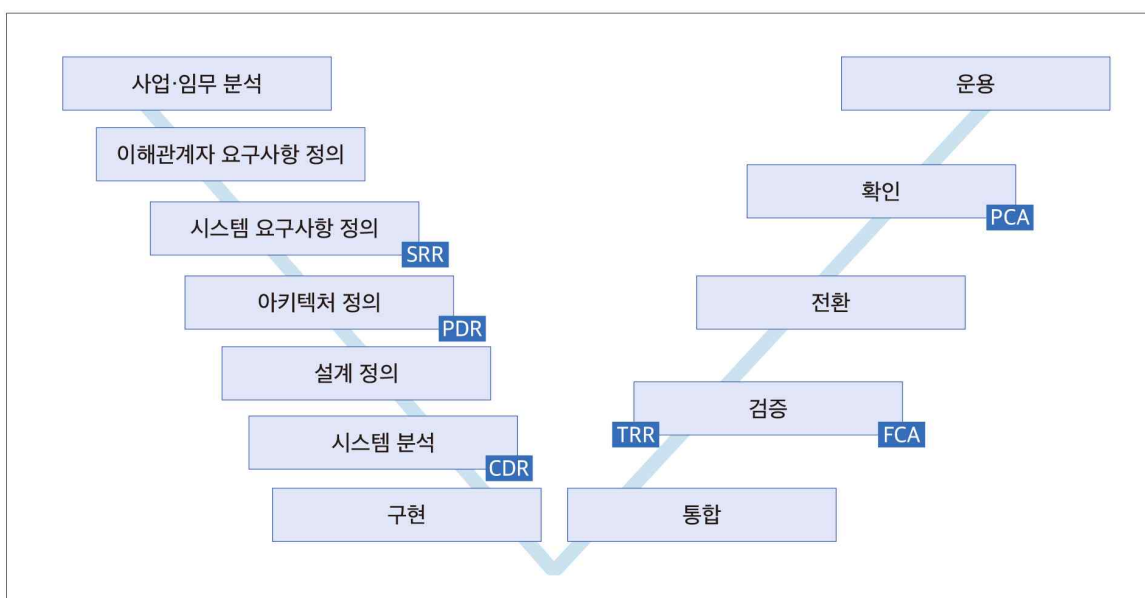 사업·임무 분석
이해관계자 요구사항 정의
시스템 요구사항 정의
SRR
아키텍처 정의
PDR
설계 정의
시스템 분석
CDR
구현
운용
확인
PCA
전환
검증
TRR
FCA
통합